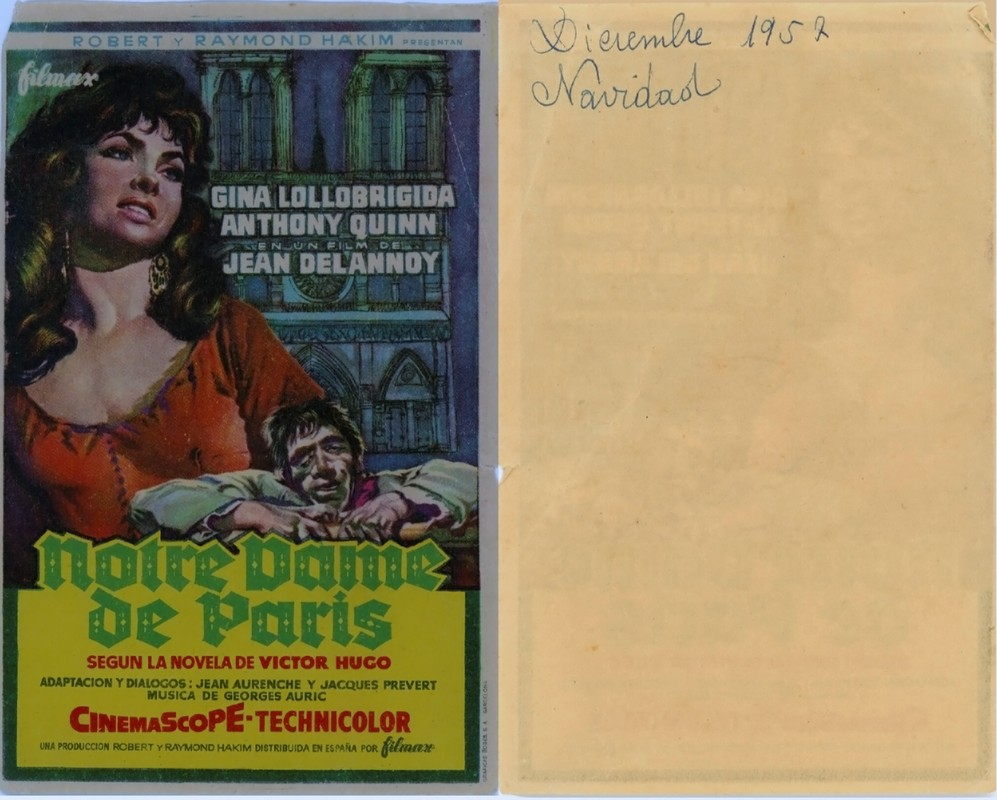 ROBERT Y RAYMOND HAKIM PRESENTAN
filmax
GINA LOLLOBRIGIDA
ANTHONY QUINN
EN UN FILM DE
JEAN DELANNOY
Notre Dame
de Paris
SEGUN LA NOVELA DE VICTOR HUGO
ADAPTACION Y DIALOGOS: JEAN AURENCHE Y JACQUES PREVERT
MUSICA DE GEORGES AURIC
CINEMASCOPE-TECHNICOLOR
UNA PRODUCCION ROBERT Y RAYMOND HAKIM DISTRIBUIDA EN ESPAÑA POR filmax
Diciembre 1957
Navidad